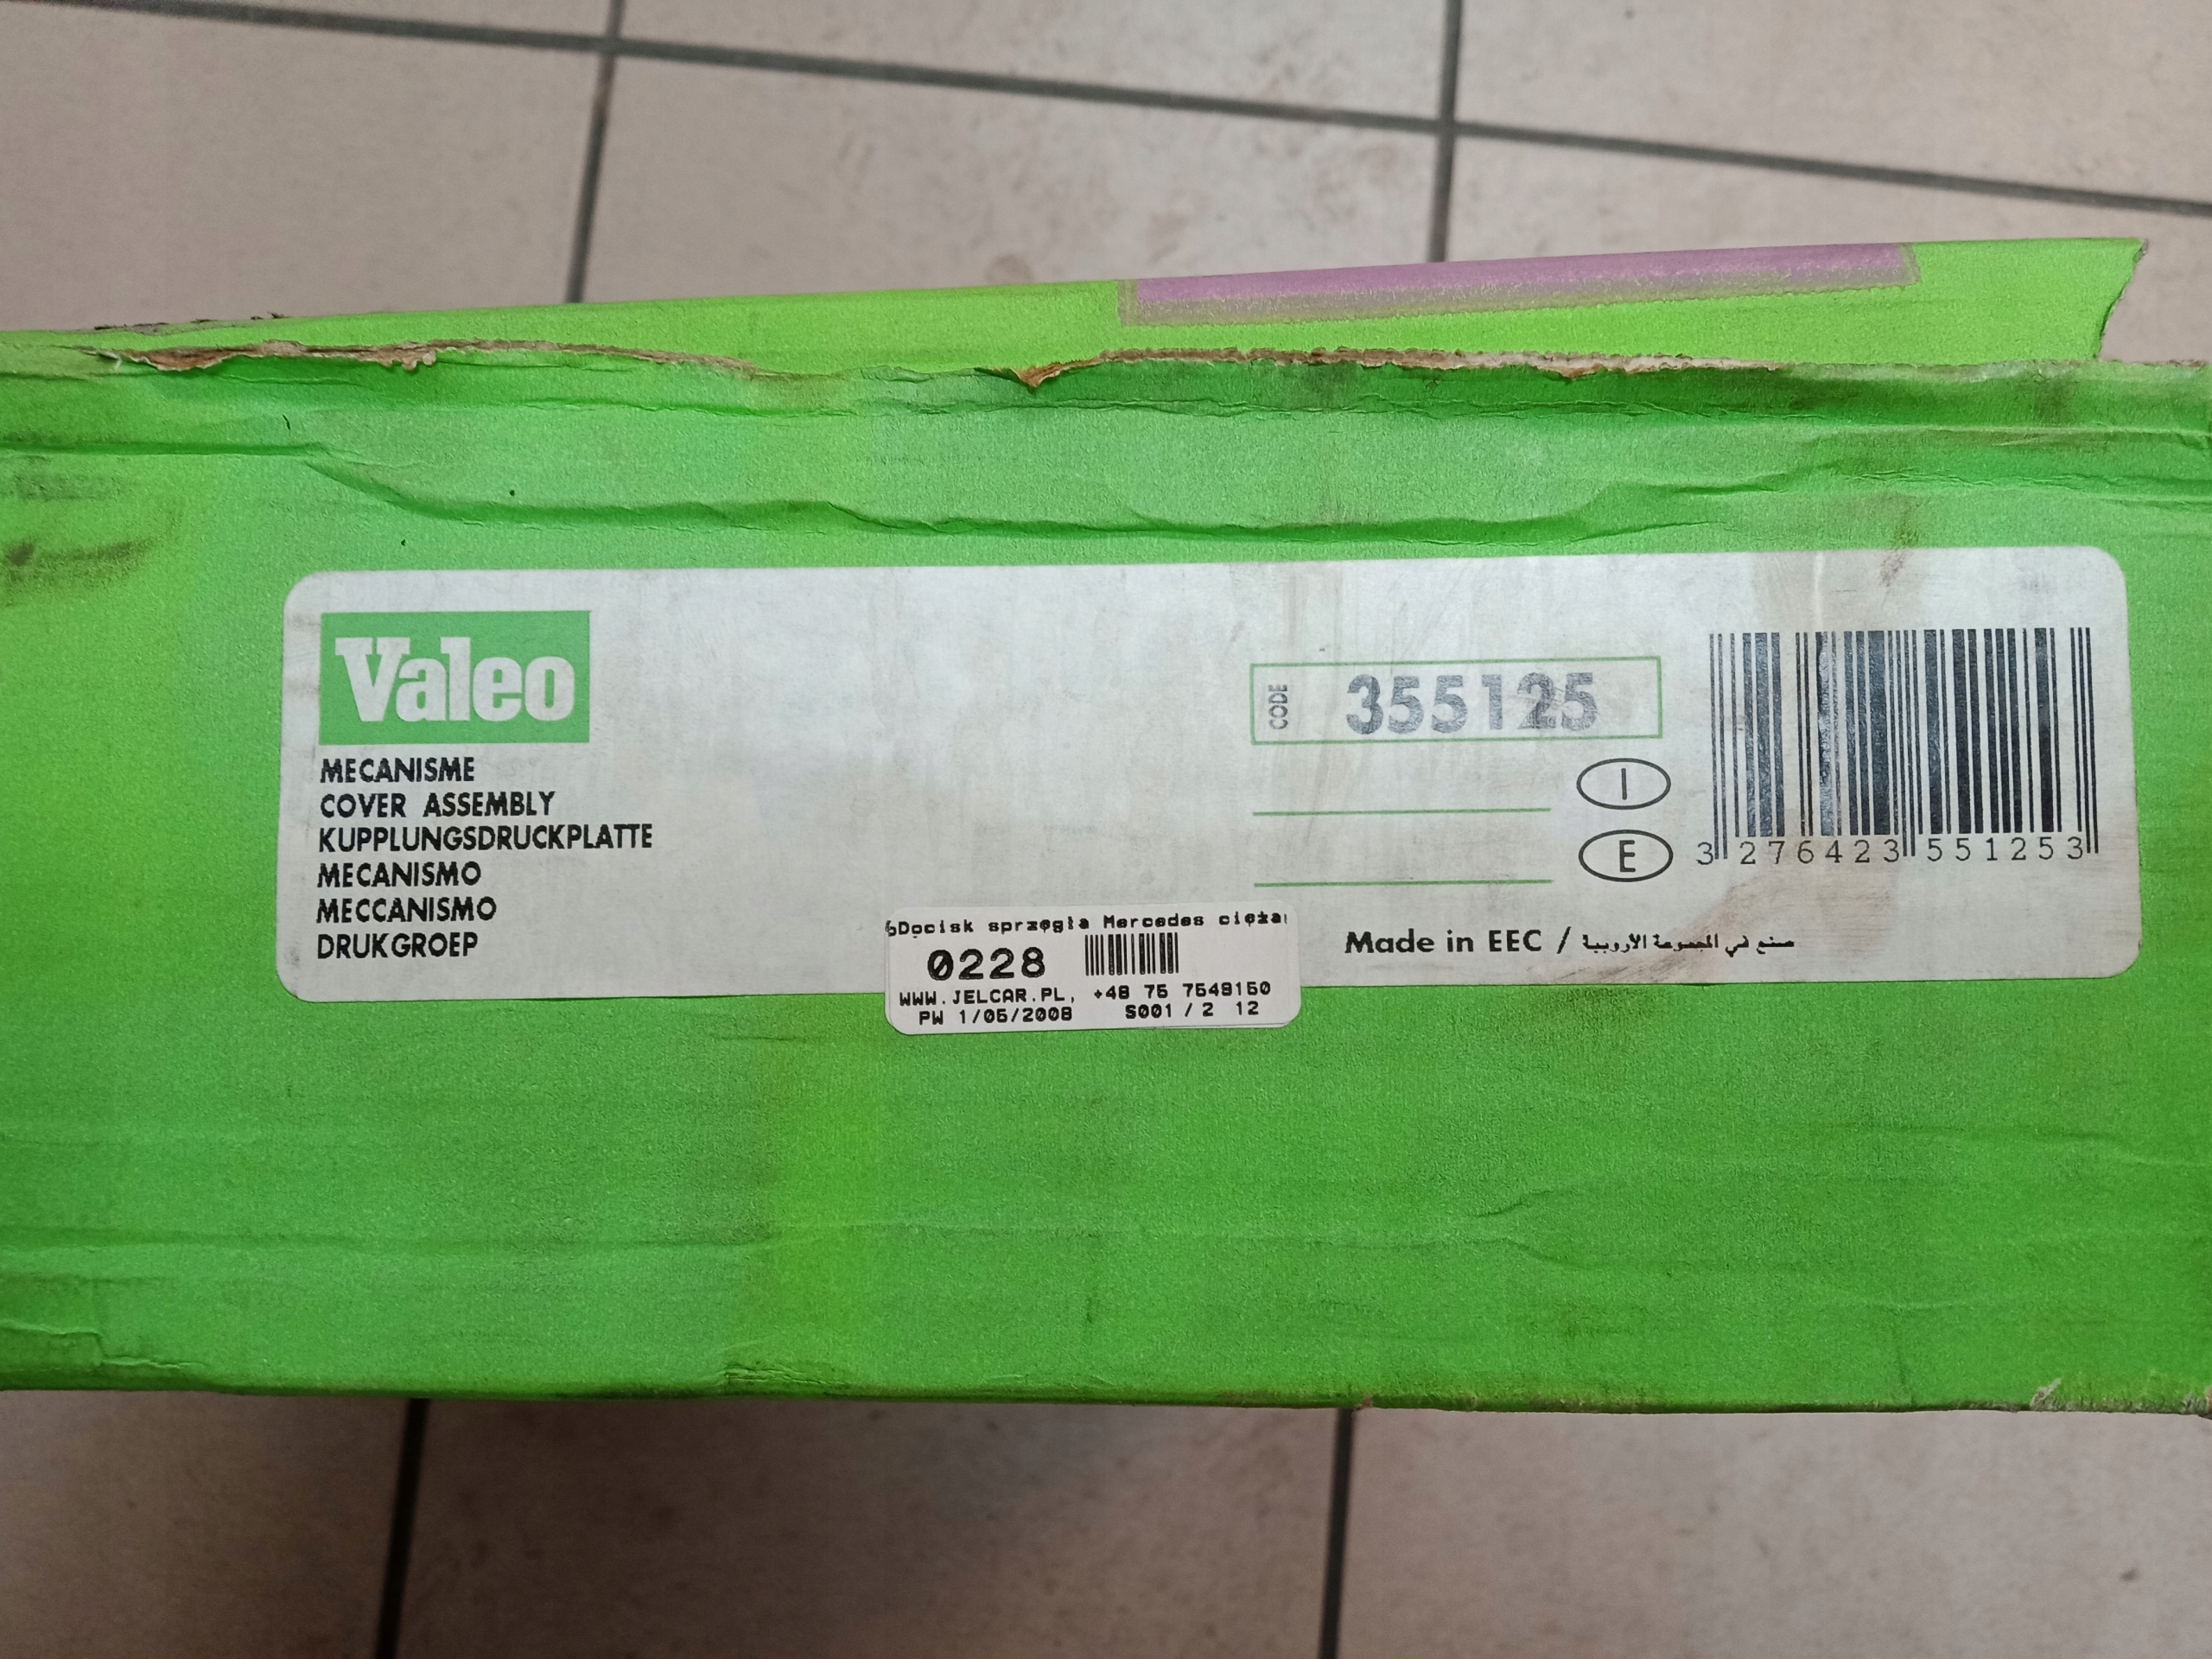 Valeo
MECANISME
COVER ASSEMBLY
KUPPLUNGSDRUCKPLATTE
MECANISMO
MECCANISMO
DRUKGROEP
CODE 355125
I
E
3 276423 551253
Made in EEC / صنع في المجموعة الأروبية
Docisk sprzęgła Mercedes cięża
0228
WWW.JELCAR.PL, +48 75 7549150
PW 1/05/2008 S001 / 2 12